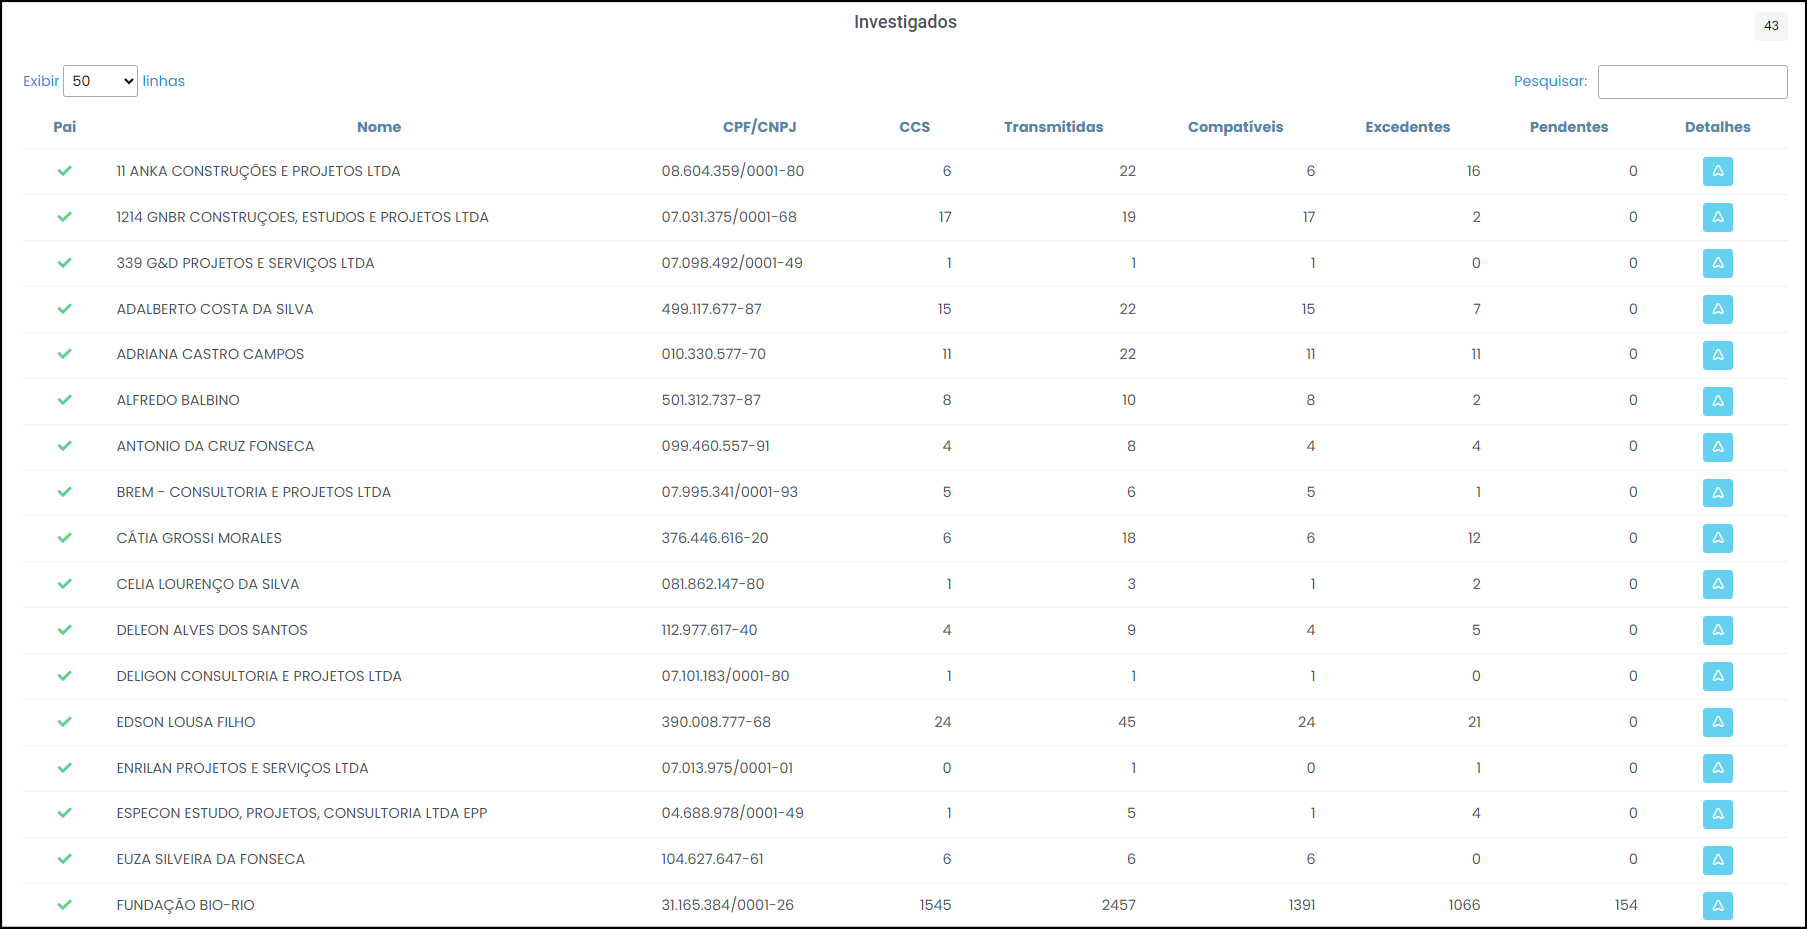 Investigados
43
Exibir 50 linhas
Pesquisar:
Pai Nome CPF/CNPJ CCS Transmitidas Compatíveis Excedentes Pendentes Detalhes
11 ANKA CONSTRUÇÕES E PROJETOS LTDA 08.604.359/0001-80 6 22 6 16 0
1214 GNBR CONSTRUÇOES, ESTUDOS E PROJETOS LTDA 07.031.375/0001-68 17 19 17 2 0
339 G&D PROJETOS E SERVIÇOS LTDA 07.098.492/0001-49 1 1 1 0 0
ADALBERTO COSTA DA SILVA 499.117.677-87 15 22 15 7 0
ADRIANA CASTRO CAMPOS 010.330.577-70 11 22 11 11 0
ALFREDO BALBINO 501.312.737-87 8 10 8 2 0
ANTONIO DA CRUZ FONSECA 099.460.557-91 4 8 4 4 0
BREM - CONSULTORIA E PROJETOS LTDA 07.995.341/0001-93 5 6 5 1 0
CÁTIA GROSSI MORALES 376.446.616-20 6 18 6 12 0
CELIA LOURENÇO DA SILVA 081.862.147-80 1 3 1 2 0
DELEON ALVES DOS SANTOS 112.977.617-40 4 9 4 5 0
DELIGON CONSULTORIA E PROJETOS LTDA 07.101.183/0001-80 1 1 1 0 0
EDSON LOUSA FILHO 390.008.777-68 24 45 24 21 0
ENRILAN PROJETOS E SERVIÇOS LTDA 07.013.975/0001-01 0 1 0 1 0
ESPECON ESTUDO, PROJETOS, CONSULTORIA LTDA EPP 04.688.978/0001-49 1 5 1 4 0
EUZA SILVEIRA DA FONSECA 104.627.647-61 6 6 6 0 0
FUNDAÇÃO BIO-RIO 31.165.384/0001-26 1545 2457 1391 1066 154